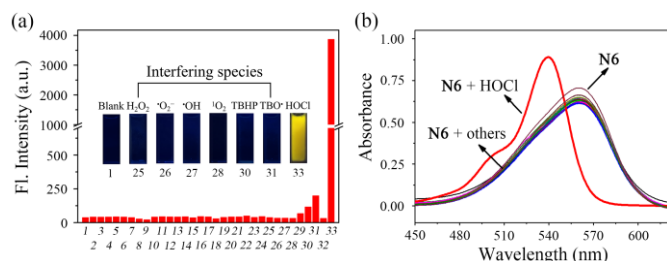 (a)
Fl. Intensity (a.u.)
4000
3000
2000
1000
500
250
0
Interfering species
Blank H₂O₂ •O₂⁻ •OH ¹O₂ TBHP TBO• HOCl
1 25 26 27 28 30 31 33
1 3 5 7 9 11 13 15 17 19 21 23 25 27 29 31 33
2 4 6 8 10 12 14 16 18 20 22 24 26 28 30 32
(b)
Absorbance
1.00
0.75
0.50
0.25
0.00
N6
N6 + HOCl
N6 + others
450 480 510 540 570 600
Wavelength (nm)